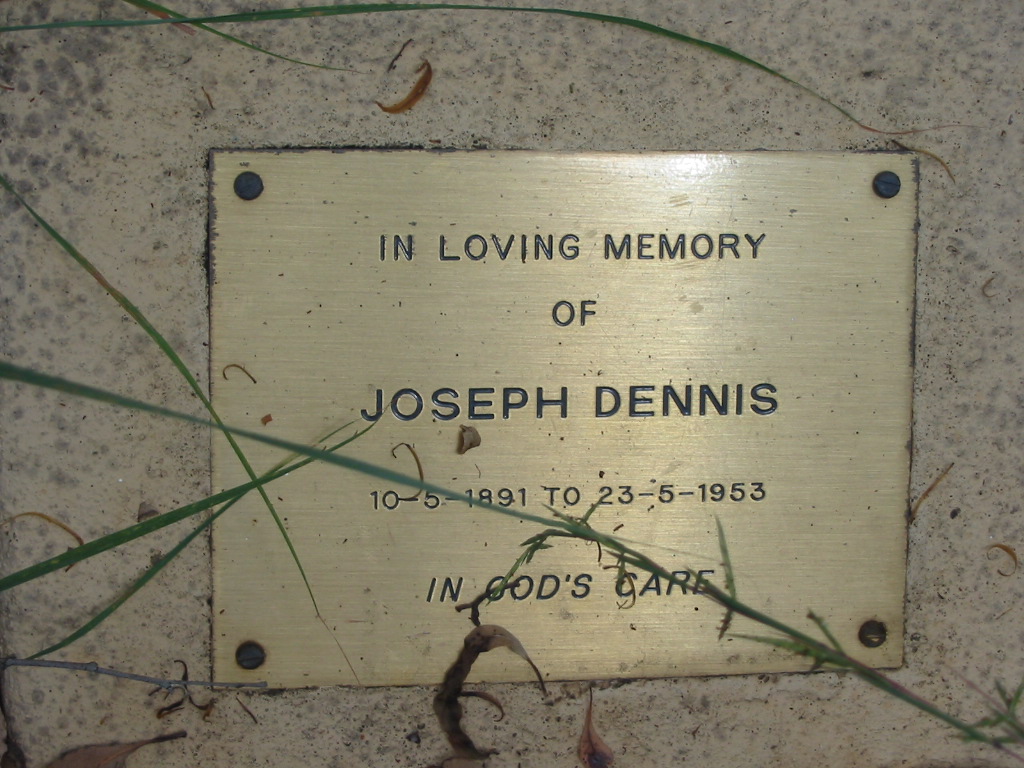 IN LOVING MEMORY
OF
JOSEPH DENNIS
10-5-1891 TO 23-5-1953
IN GOD'S CARE